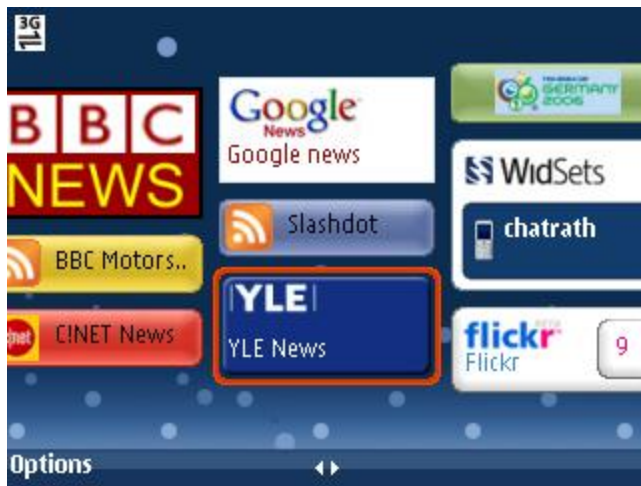 3G
BBC
NEWS
BBC Motors..
C!NET News
Google
News
Google news
Slashdot
YLE
YLE News
GERMANY
2006
WidSets
chatrath
flickr
Flickr
9
Options